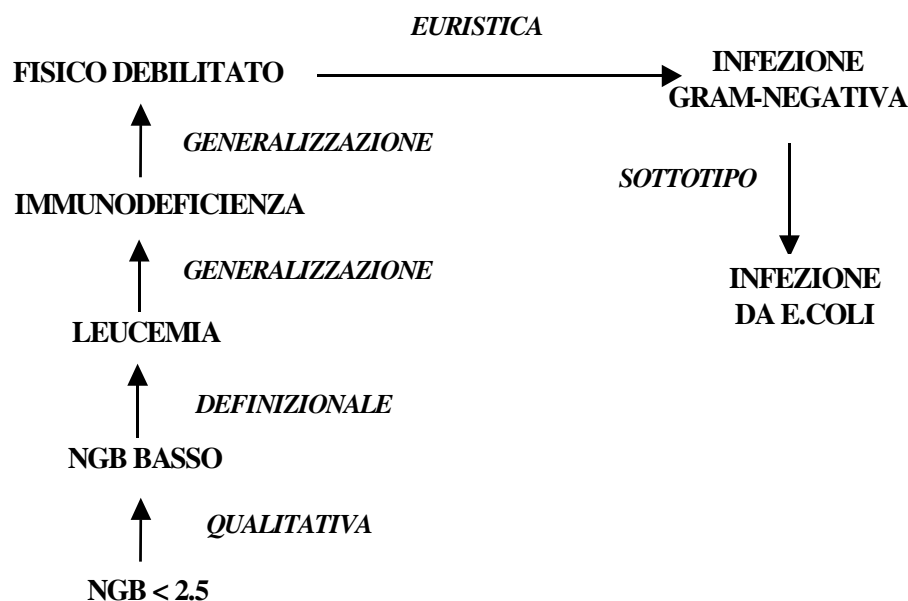 EURISTICA
FISICO DEBILITATO
INFEZIONE
GRAM-NEGATIVA
GENERALIZZAZIONE
SOTTOTIPO
IMMUNODEFICIENZA
GENERALIZZAZIONE
INFEZIONE
DA E.COLI
LEUCEMIA
DEFINIZIONALE
NGB BASSO
QUALITATIVA
NGB < 2.5